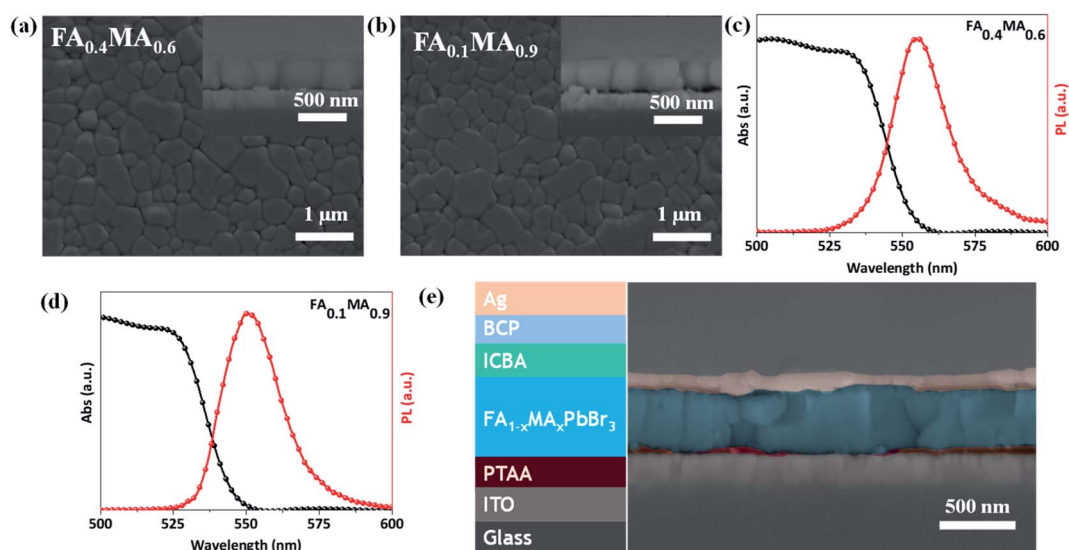 (a)
FA₀.₄MA₀.₆
500 nm
1 µm
(b)
FA₀.₁MA₀.₉
500 nm
1 µm
(c)
FA₀.₄MA₀.₆
Abs (a.u.)
PL (a.u.)
500 525 550 575 600
Wavelength (nm)
(d)
FA₀.₁MA₀.₉
Abs (a.u.)
PL (a.u.)
500 525 550 575 600
Wavelength (nm)
(e)
Ag
BCP
ICBA
FA₁₋ₓMAₓPbBr₃
PTAA
ITO
Glass
500 nm